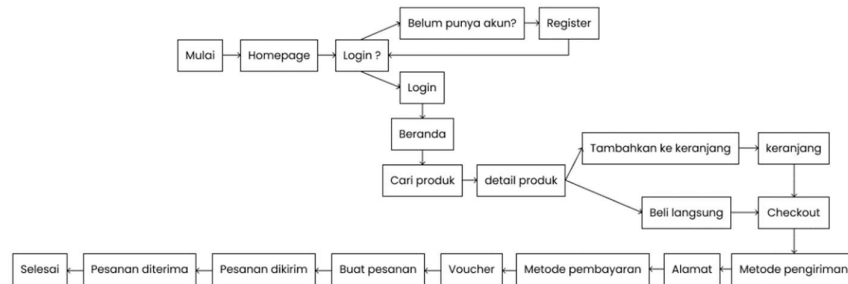 Belum punya akun?
Register
Mulai
Homepage
Login ?
Login
Beranda
Tambahkan ke keranjang
keranjang
Cari produk
detail produk
Beli langsung
Checkout
Selesai
Pesanan diterima
Pesanan dikirim
Buat pesanan
Voucher
Metode pembayaran
Alamat
Metode pengiriman